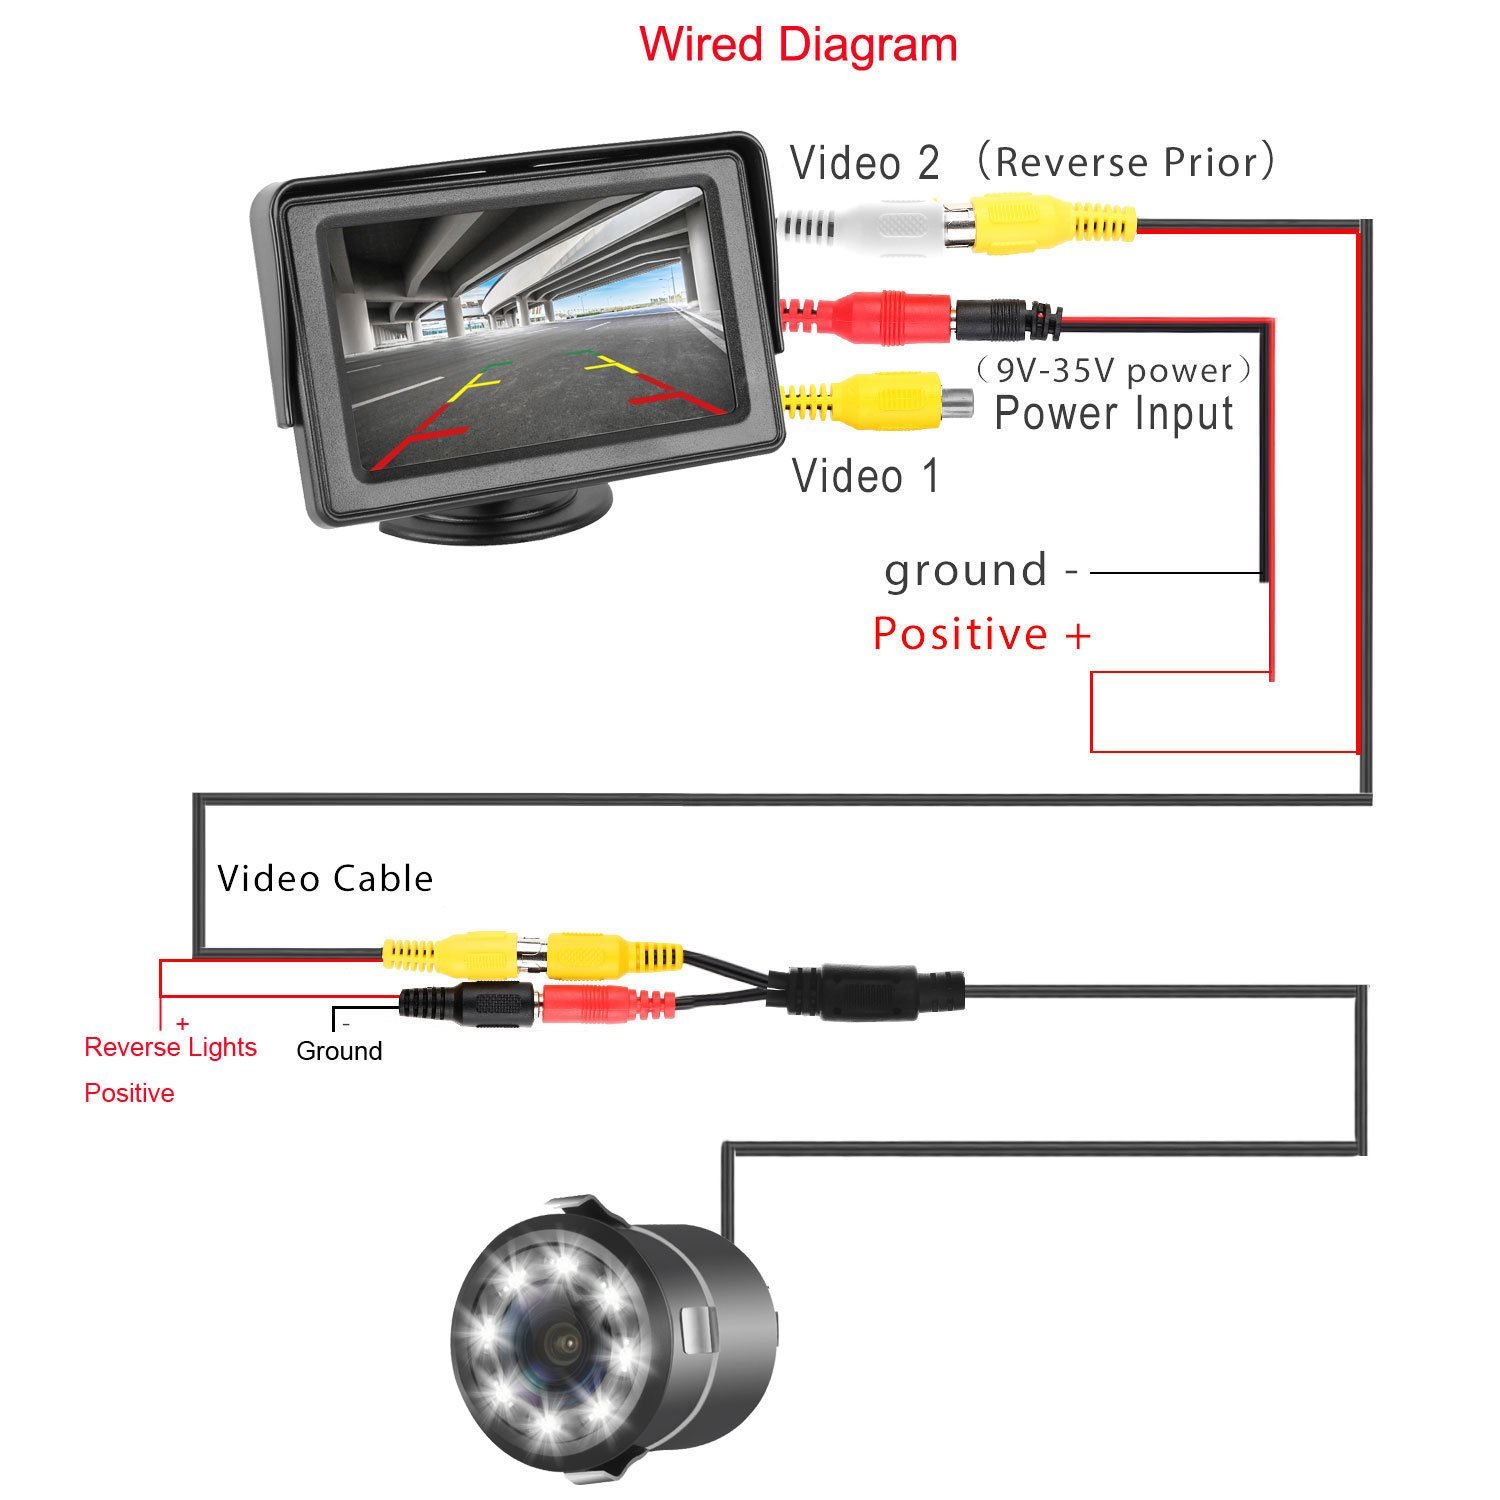 Wired Diagram
Video 2 （Reverse Prior）
（9V-35V power）
Power Input
Video 1
ground -
Positive +
Video Cable
+
-
Reverse Lights
Ground
Positive